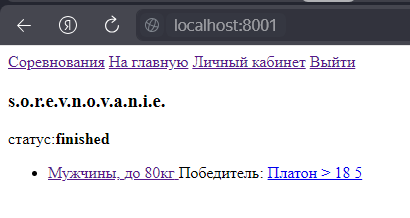 localhost:8001
Соревнования На главную Личный кабинет Выйти
s.o.r.e.v.n.o.v.a.n.i.e.
статус:finished
Мужчины, до 80кг Победитель: Платон > 18 5